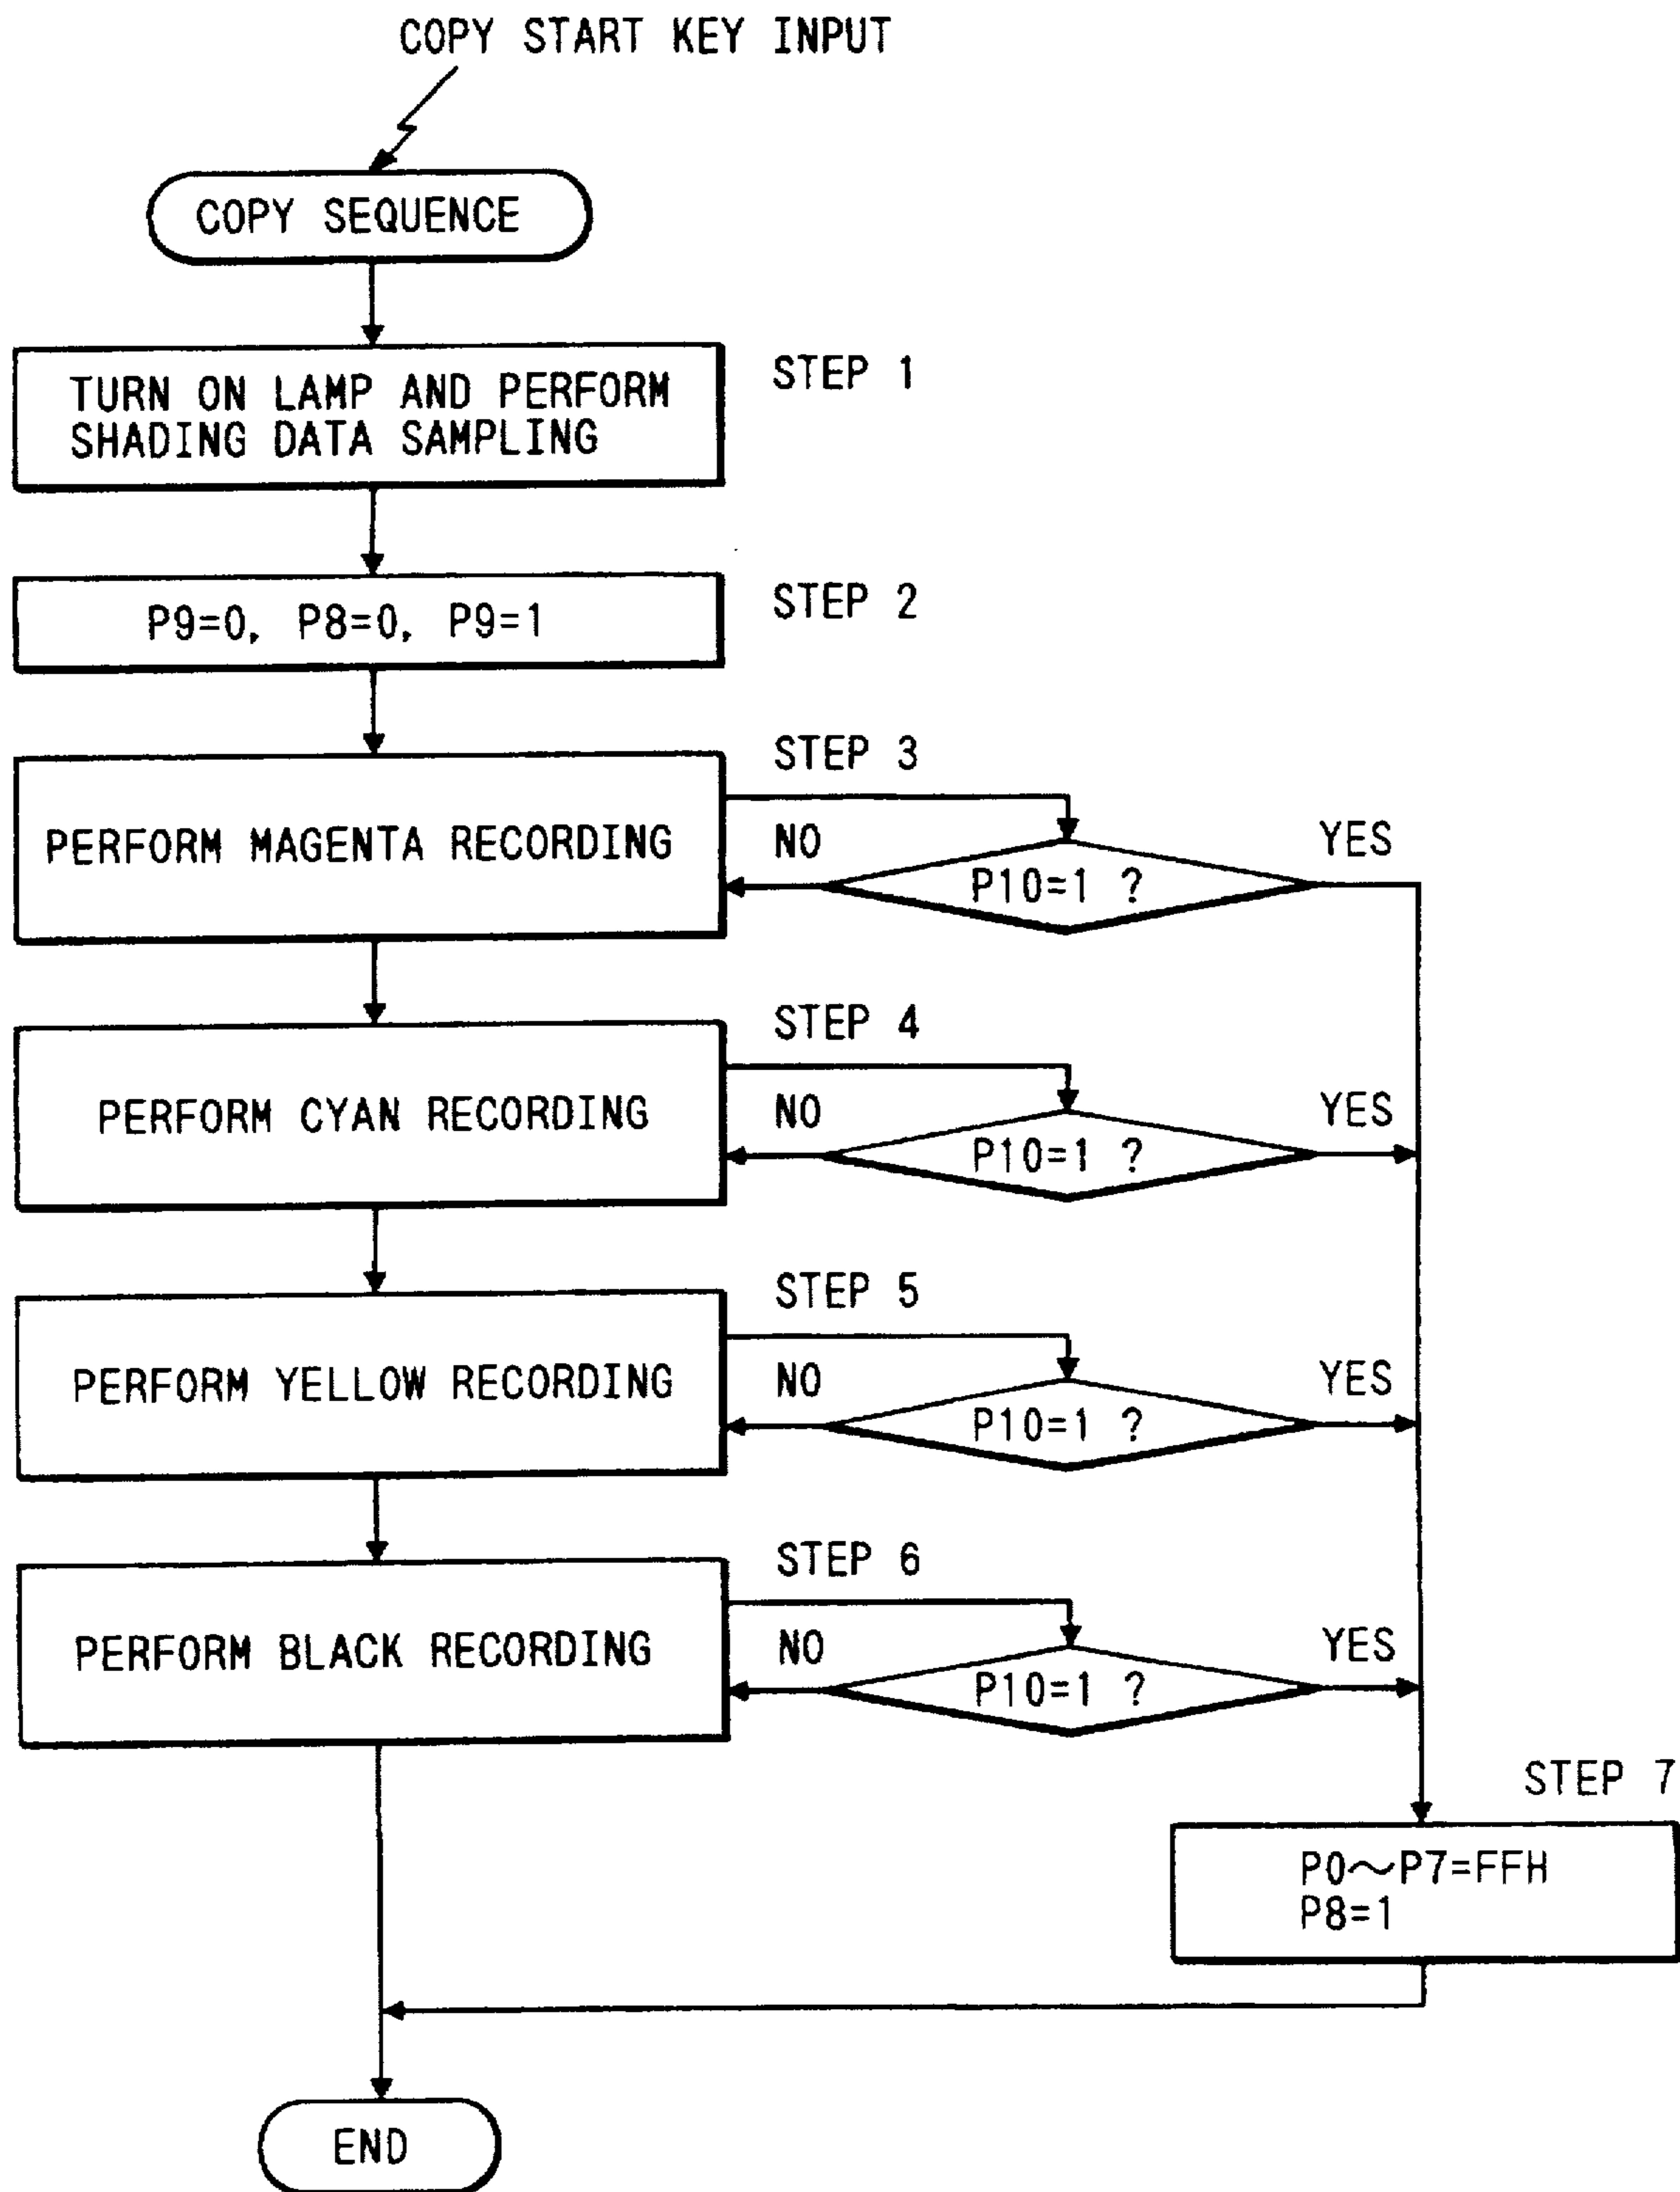 COPY START KEY INPUT
COPY SEQUENCE
TURN ON LAMP AND PERFORM
SHADING DATA SAMPLING
STEP 1
P9=0, P8=0, P9=1
STEP 2
STEP 3
PERFORM MAGENTA RECORDING
NO
P10=1 ?
YES
STEP 4
PERFORM CYAN RECORDING
NO
P10=1 ?
YES
STEP 5
PERFORM YELLOW RECORDING
NO
P10=1 ?
YES
STEP 6
PERFORM BLACK RECORDING
NO
P10=1 ?
YES
STEP 7
P0～P7=FFH
P8=1
END